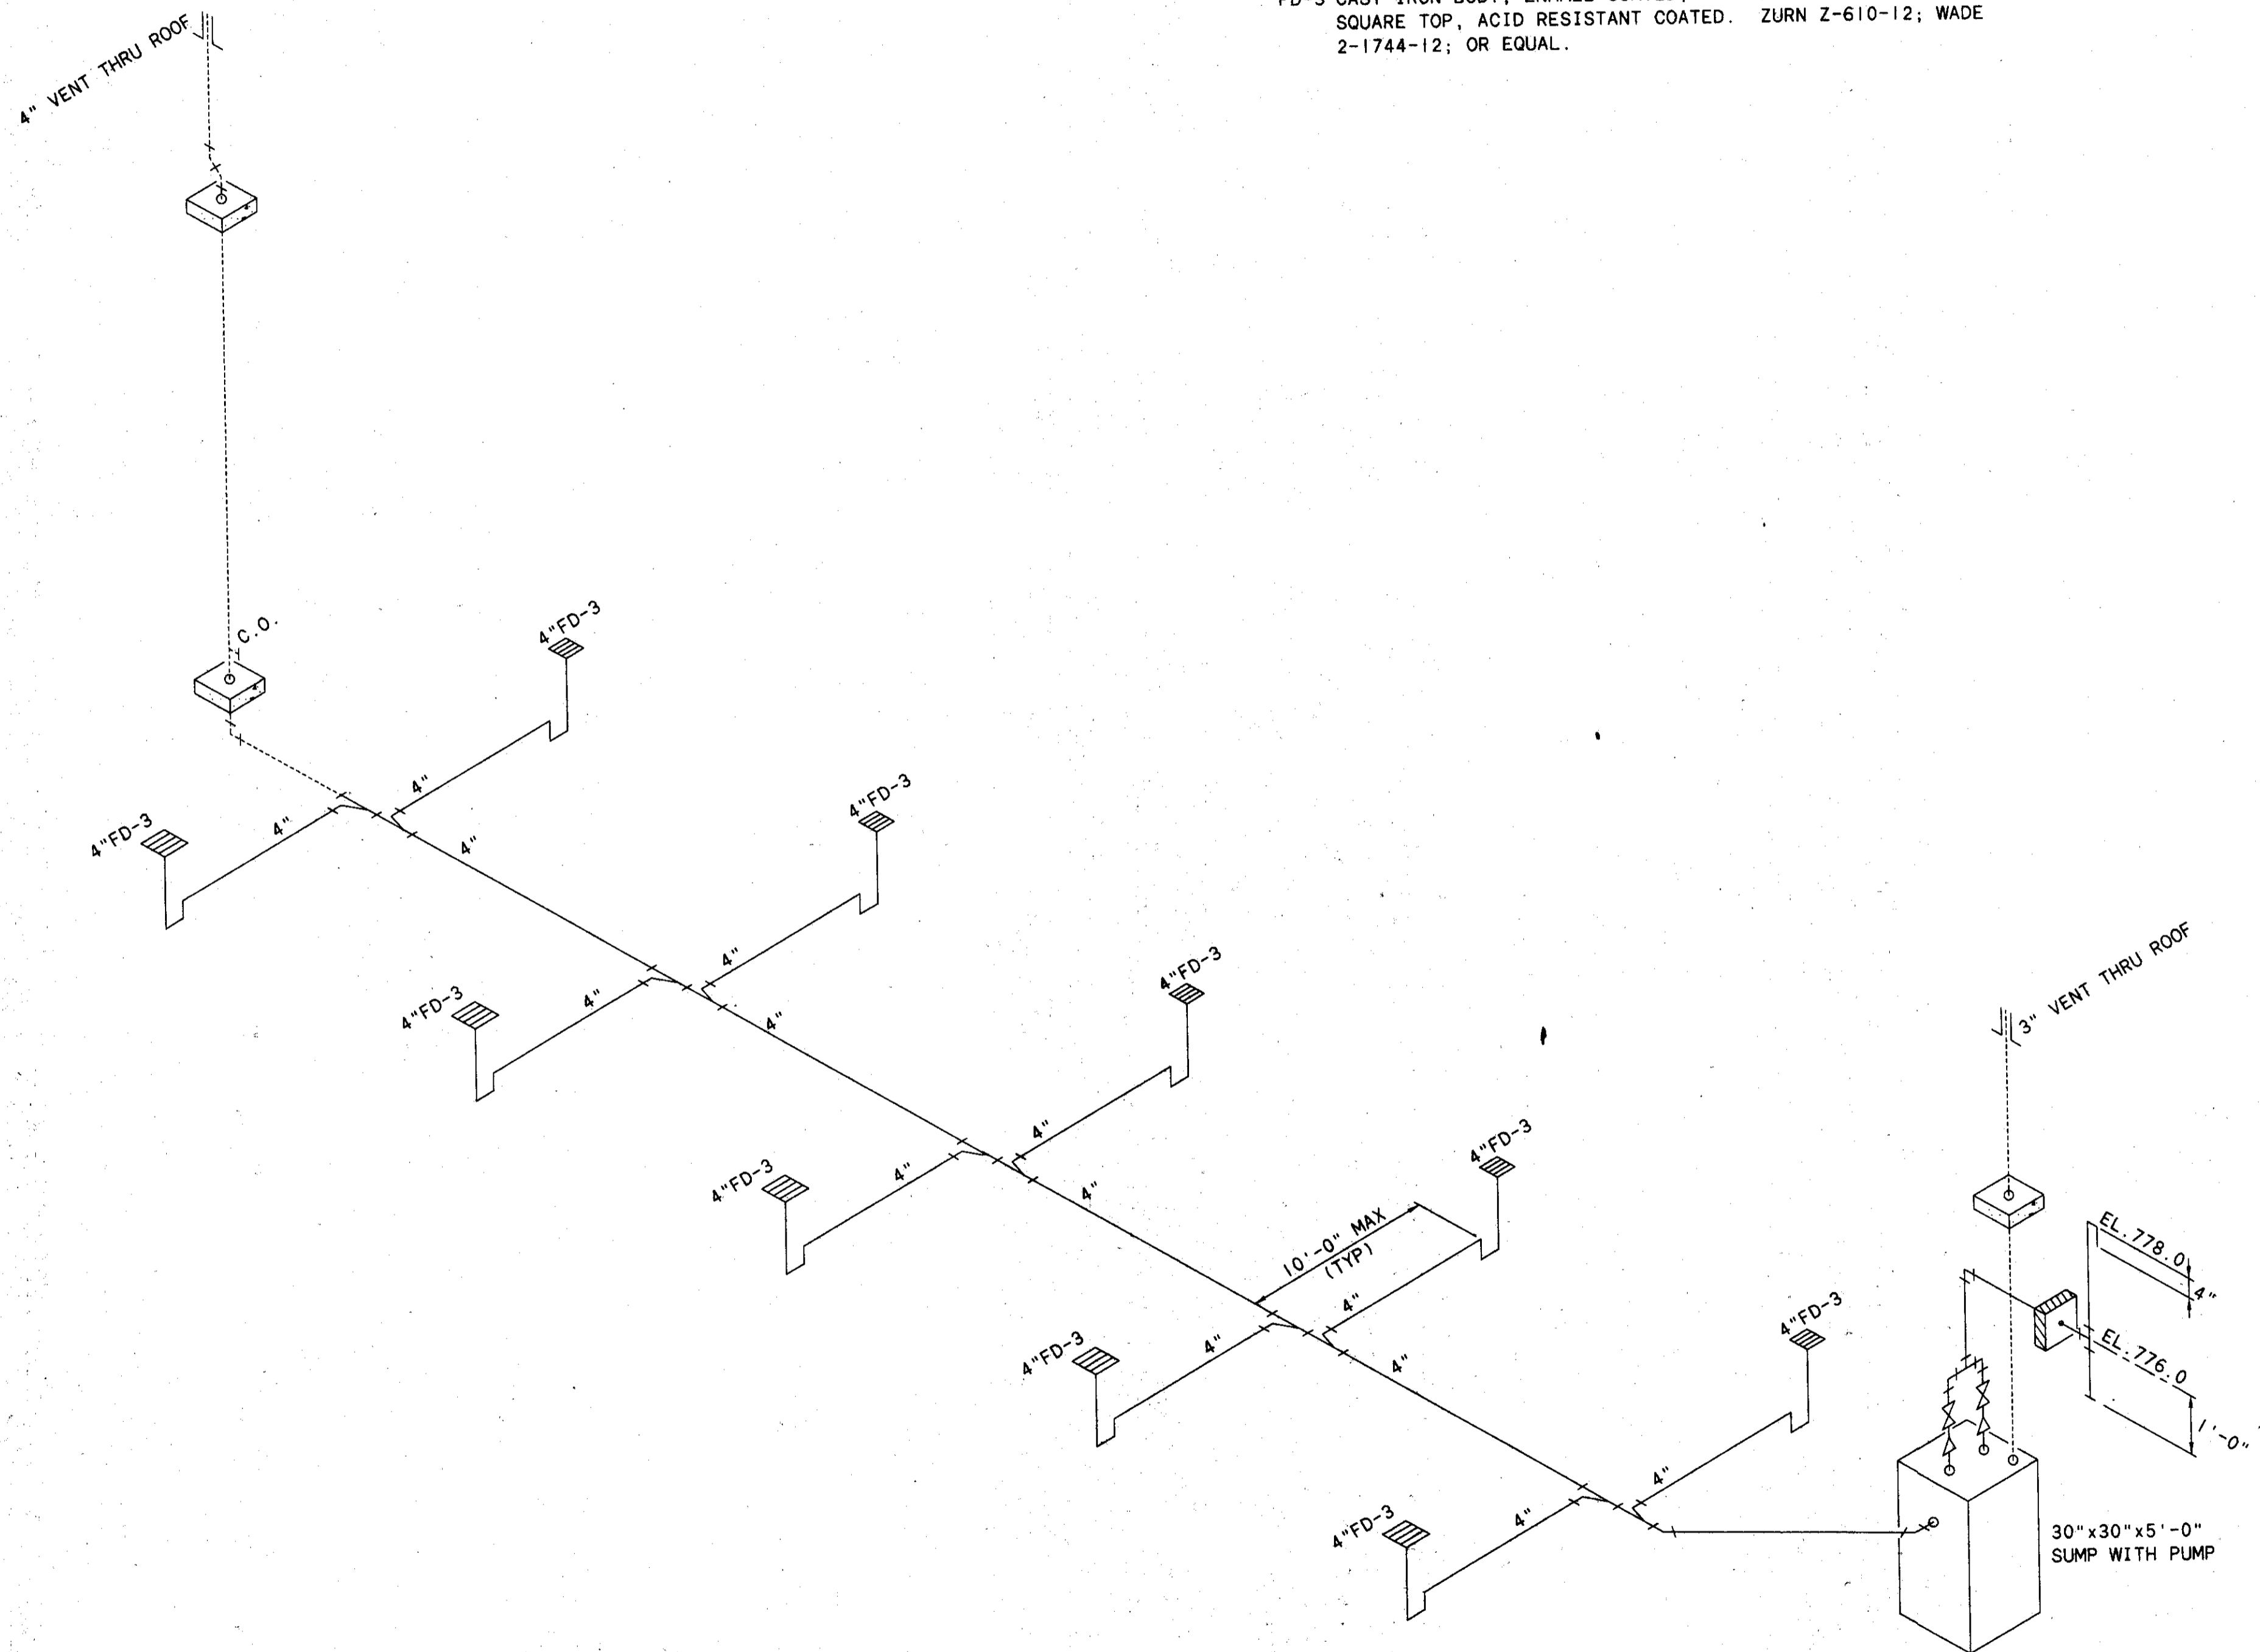 SQUARE TOP, ACID RESISTANT COATED. ZURN Z-610-12; WADE
2-1744-12; OR EQUAL.
4" VENT THRU ROOF
C.O.
4"FD-3
4"
4"FD-3
4"
4"
4"FD-3
4"
4"FD-3
4"
4"
4"FD-3
4"
4"FD-3
4"
4"
4"FD-3
10'-0" MAX
(TYP)
4"
4"FD-3
4"
4"
4"FD-3
4"
4"FD-3
4"
3" VENT THRU ROOF
EL.778.0
4"
EL.776.0
1'-0"
30"x30"x5'-0"
SUMP WITH PUMP